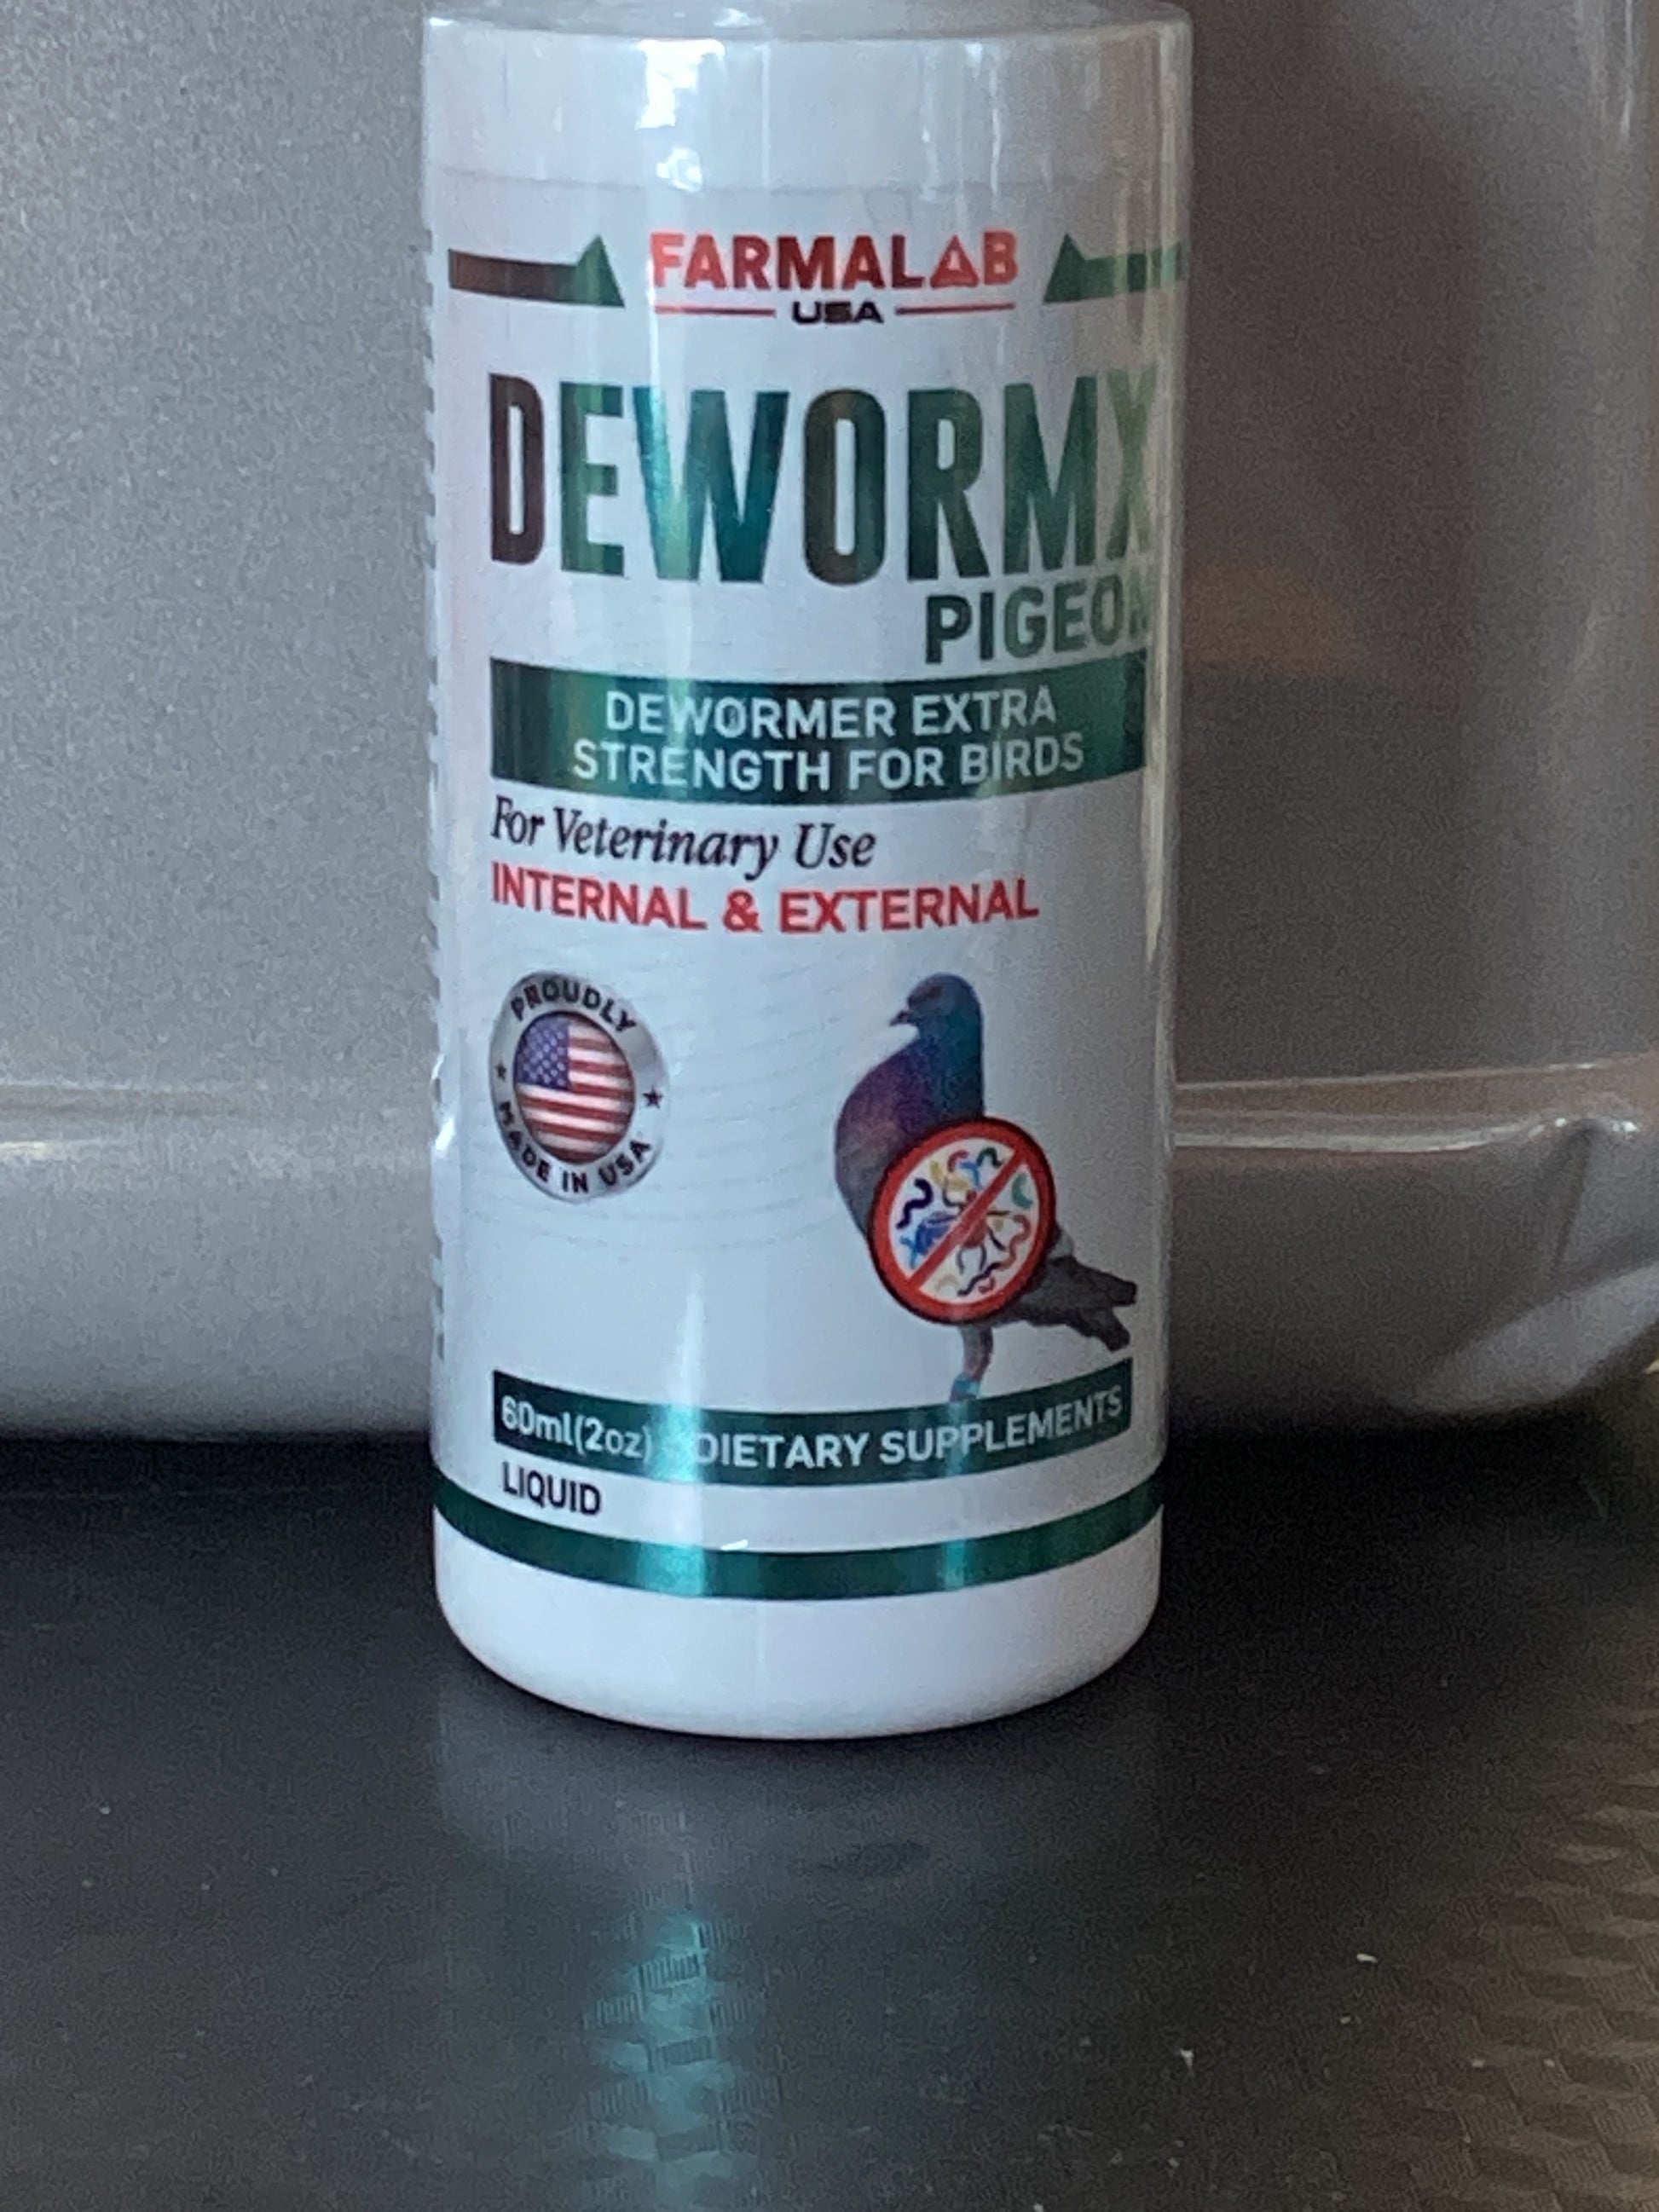 FARMALAB
USA
DEWORMX
PIGEON
DEWORMER EXTRA
STRENGTH FOR BIRDS
For Veterinary Use
INTERNAL & EXTERNAL
PROUDLY
MADE IN USA
60ml(2oz) DIETARY SUPPLEMENTS
LIQUID